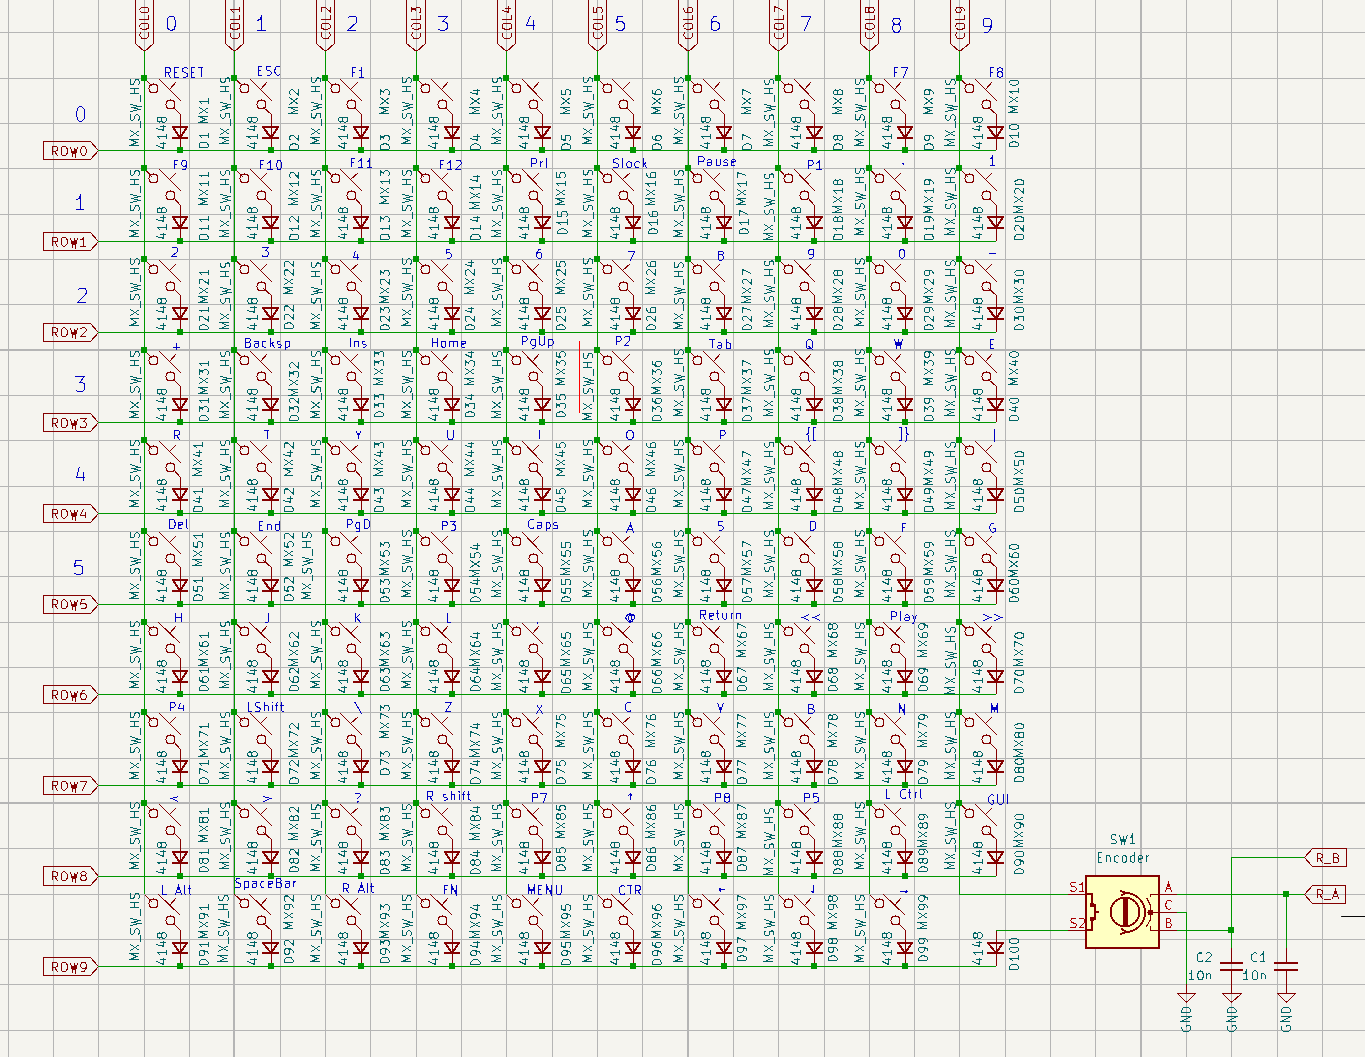 COL0 0 COL1 1 COL2 2 COL3 3 COL4 4 COL5 5 COL6 6 COL7 7 COL8 8 COL9 9
RESET ESC F1 F7 F8
0
MX_SW_HS 4148 D1 MX1 MX_SW_HS 4148 D2 MX2 MX_SW_HS 4148 D3 MX3 MX_SW_HS 4148 D4 MX4 MX_SW_HS 4148 D5 MX5 MX_SW_HS 4148 D6 MX6 MX_SW_HS 4148 D7 MX7 MX_SW_HS 4148 D8 MX8 MX_SW_HS 4148 D9 MX9 MX_SW_HS 4148 D10 MX10
ROW0
F9 F10 F11 F12 Pri Slock Pause P1 1
1
MX_SW_HS 4148 D11 MX11 MX_SW_HS 4148 D12 MX12 MX_SW_HS 4148 D13 MX13 MX_SW_HS 4148 D14 MX14 MX_SW_HS 4148 D15 MX15 MX_SW_HS 4148 D16 MX16 MX_SW_HS 4148 D17 MX17 MX_SW_HS 4148 D18 MX18 MX_SW_HS 4148 D19 MX19 MX_SW_HS 4148 D20 MX20
ROW1
2 3 4 5 6 7 8 9 0 -
2
MX_SW_HS 4148 D21 MX21 MX_SW_HS 4148 D22 MX22 MX_SW_HS 4148 D23 MX23 MX_SW_HS 4148 D24 MX24 MX_SW_HS 4148 D25 MX25 MX_SW_HS 4148 D26 MX26 MX_SW_HS 4148 D27 MX27 MX_SW_HS 4148 D28 MX28 MX_SW_HS 4148 D29 MX29 MX_SW_HS 4148 D30 MX30
ROW2
+ Backsp Ins Home PgUp P2 Tab Q W E
3
MX_SW_HS 4148 D31 MX31 MX_SW_HS 4148 D32 MX32 MX_SW_HS 4148 D33 MX33 MX_SW_HS 4148 D34 MX34 MX_SW_HS 4148 D35 MX35 MX_SW_HS 4148 D36 MX36 MX_SW_HS 4148 D37 MX37 MX_SW_HS 4148 D38 MX38 MX_SW_HS 4148 D39 MX39 MX_SW_HS 4148 D40 MX40
ROW3
R T Y U I O P {[ ]} |
4
MX_SW_HS 4148 D41 MX41 MX_SW_HS 4148 D42 MX42 MX_SW_HS 4148 D43 MX43 MX_SW_HS 4148 D44 MX44 MX_SW_HS 4148 D45 MX45 MX_SW_HS 4148 D46 MX46 MX_SW_HS 4148 D47 MX47 MX_SW_HS 4148 D48 MX48 MX_SW_HS 4148 D49 MX49 MX_SW_HS 4148 D50 MX50
ROW4
Del End PgD P3 Caps A S D F G
5
MX_SW_HS 4148 D51 MX51 MX_SW_HS 4148 D52 MX52 MX_SW_HS 4148 D53 MX53 MX_SW_HS 4148 D54 MX54 MX_SW_HS 4148 D55 MX55 MX_SW_HS 4148 D56 MX56 MX_SW_HS 4148 D57 MX57 MX_SW_HS 4148 D58 MX58 MX_SW_HS 4148 D59 MX59 MX_SW_HS 4148 D60 MX60
ROW5
H J K L @ Return << Play >>
MX_SW_HS 4148 D61 MX61 MX_SW_HS 4148 D62 MX62 MX_SW_HS 4148 D63 MX63 MX_SW_HS 4148 D64 MX64 MX_SW_HS 4148 D65 MX65 MX_SW_HS 4148 D66 MX66 MX_SW_HS 4148 D67 MX67 MX_SW_HS 4148 D68 MX68 MX_SW_HS 4148 D69 MX69 MX_SW_HS 4148 D70 MX70
ROW6
P4 LShift \ Z X C V B N M
MX_SW_HS 4148 D71 MX71 MX_SW_HS 4148 D72 MX72 MX_SW_HS 4148 D73 MX73 MX_SW_HS 4148 D74 MX74 MX_SW_HS 4148 D75 MX75 MX_SW_HS 4148 D76 MX76 MX_SW_HS 4148 D77 MX77 MX_SW_HS 4148 D78 MX78 MX_SW_HS 4148 D79 MX79 MX_SW_HS 4148 D80 MX80
ROW7
< > ? R shift P7 ↑ P8 P5 L Ctrl GUI
MX_SW_HS 4148 D81 MX81 MX_SW_HS 4148 D82 MX82 MX_SW_HS 4148 D83 MX83 MX_SW_HS 4148 D84 MX84 MX_SW_HS 4148 D85 MX85 MX_SW_HS 4148 D86 MX86 MX_SW_HS 4148 D87 MX87 MX_SW_HS 4148 D88 MX88 MX_SW_HS 4148 D89 MX89 MX_SW_HS 4148 D90 MX90
ROW8
L Alt SpaceBar R Alt FN MENU CTR ← ↓ →
MX_SW_HS 4148 D91 MX91 MX_SW_HS 4148 D92 MX92 MX_SW_HS 4148 D93 MX93 MX_SW_HS 4148 D94 MX94 MX_SW_HS 4148 D95 MX95 MX_SW_HS 4148 D96 MX96 MX_SW_HS 4148 D97 MX97 MX_SW_HS 4148 D98 MX98 MX_SW_HS 4148 D99 MX99 4148 D100
ROW9
SW1
Encoder
R_B
S1 A R_A
C
S2 B
C2 C1
10n 10n
GND GND GND